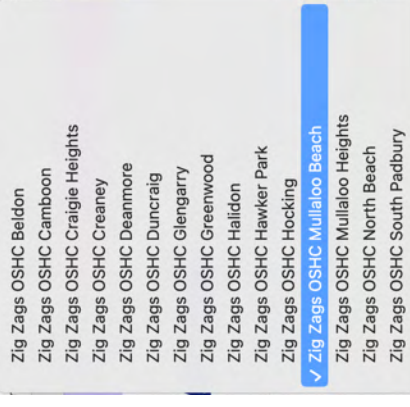 Zig Zags OSHC Beldon
Zig Zags OSHC Camboon
Zig Zags OSHC Craigie Heights
Zig Zags OSHC Creaney
Zig Zags OSHC Deanmore
Zig Zags OSHC Duncraig
Zig Zags OSHC Glengarry
Zig Zags OSHC Greenwood
Zig Zags OSHC Halidon
Zig Zags OSHC Hawker Park
Zig Zags OSHC Hocking
✓ Zig Zags OSHC Mullaloo Beach
Zig Zags OSHC Mullaloo Heights
Zig Zags OSHC North Beach
Zig Zags OSHC South Padbury